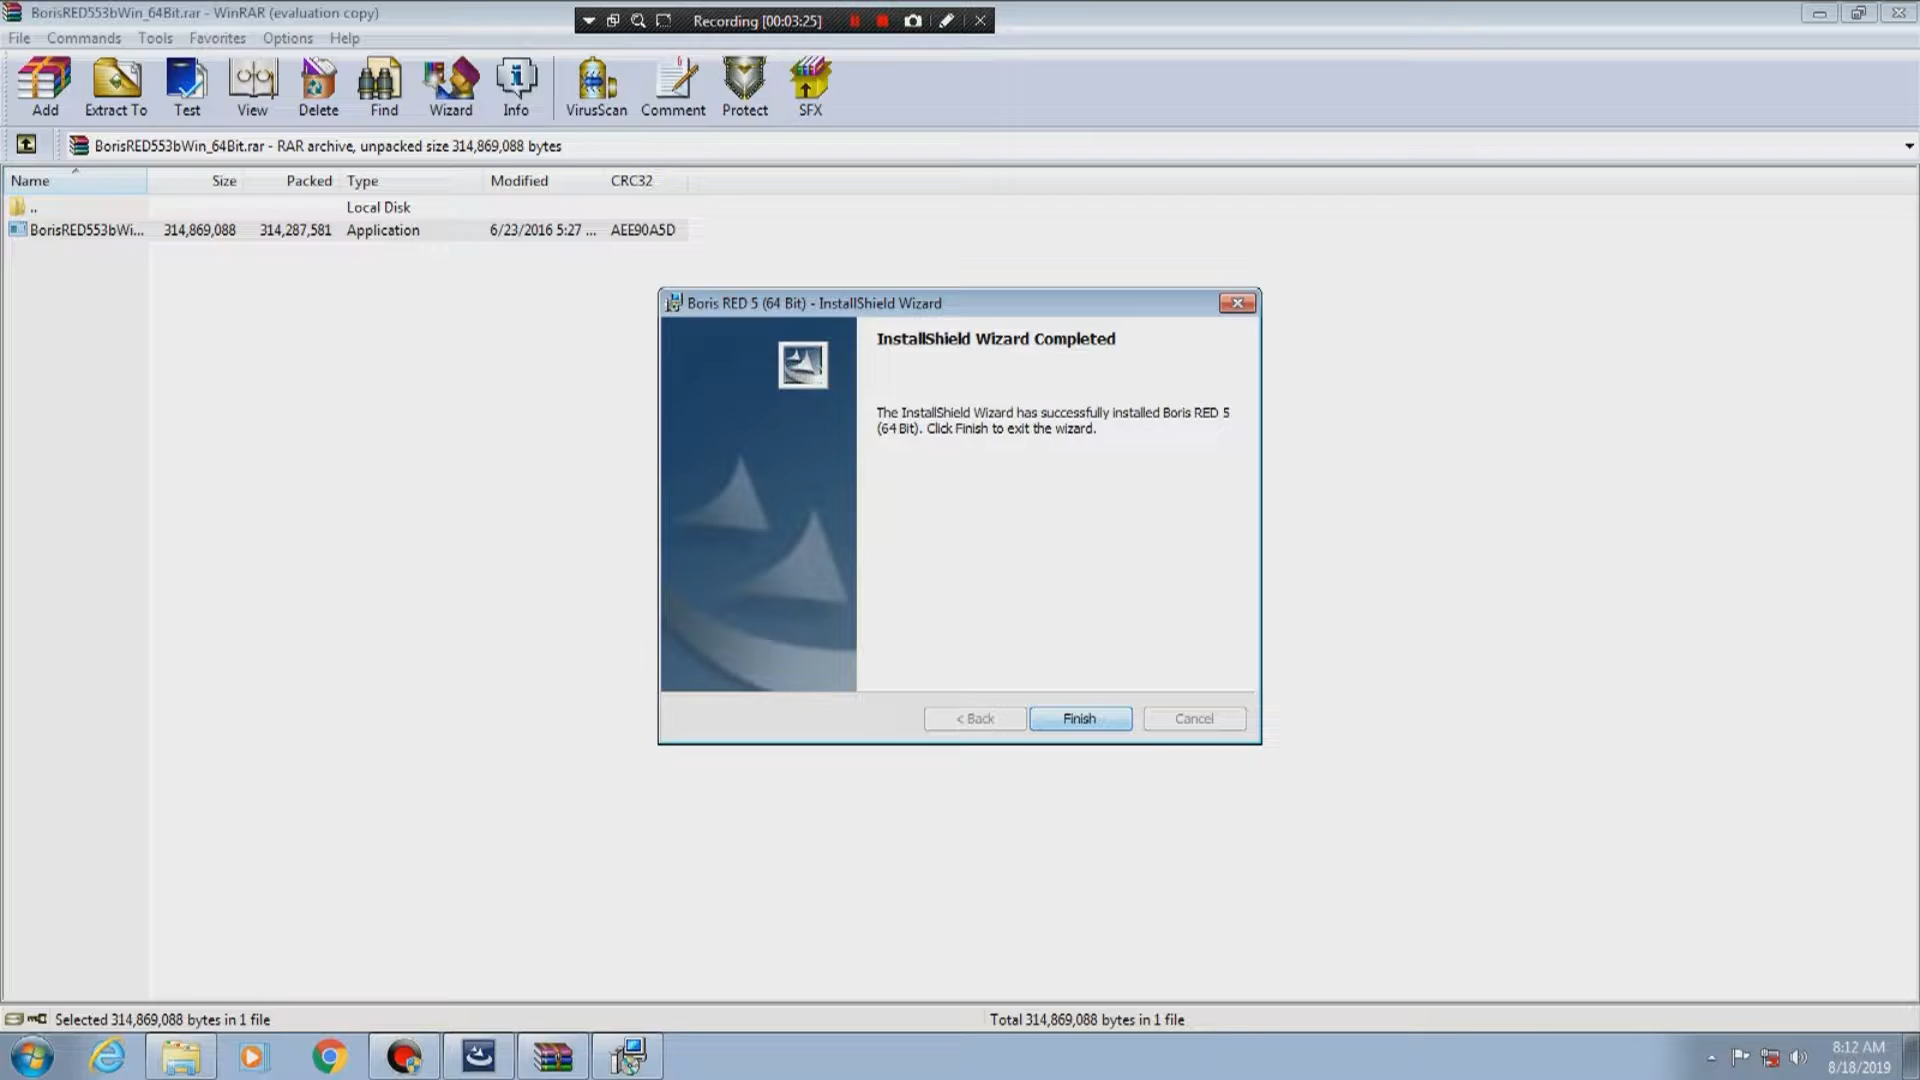 BorisRED553bWin_64Bit.rar - WinRAR (evaluation copy)
Recording [00:03:25]
File Commands Tools Favorites Options Help
Add Extract To Test View Delete Find Wizard Info VirusScan Comment Protect SFX
BorisRED553bWin_64Bit.rar - RAR archive, unpacked size 314,869,088 bytes
Name Size Packed Type Modified CRC32
.. Local Disk
BorisRED553bWi... 314,869,088 314,287,581 Application 6/23/2016 5:27 ... AEE90A5D
Boris RED 5 (64 Bit) - InstallShield Wizard
InstallShield Wizard Completed
The InstallShield Wizard has successfully installed Boris RED 5
(64 Bit). Click Finish to exit the wizard.
< Back Finish Cancel
Selected 314,869,088 bytes in 1 file Total 314,869,088 bytes in 1 file
8:12 AM
8/18/2019